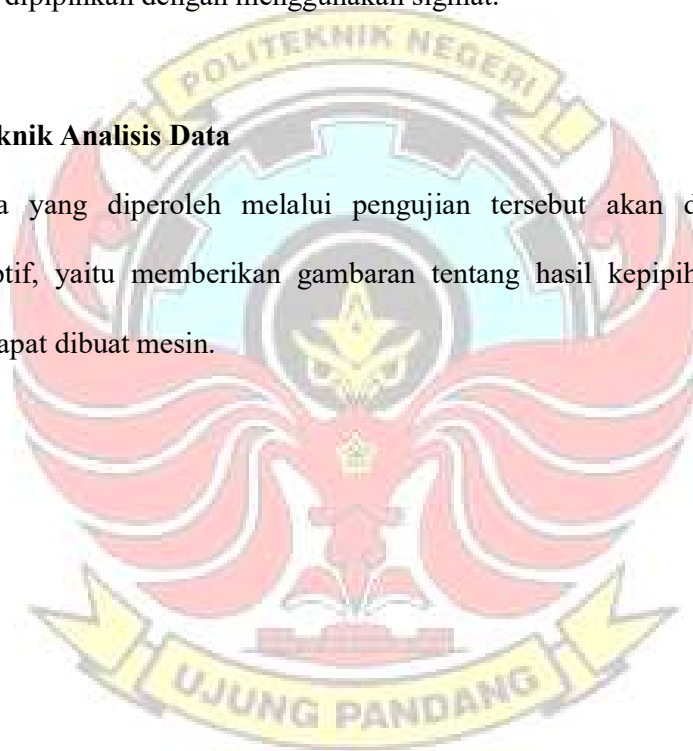 dipipihkan dengan menggunakan sigmat.
POLITEKNIK NEGERI
knik Analisis Data
a yang diperoleh melalui pengujian tersebut akan d
tif, yaitu memberikan gambaran tentang hasil kepipih
apat dibuat mesin.
UJUNG PANDANG